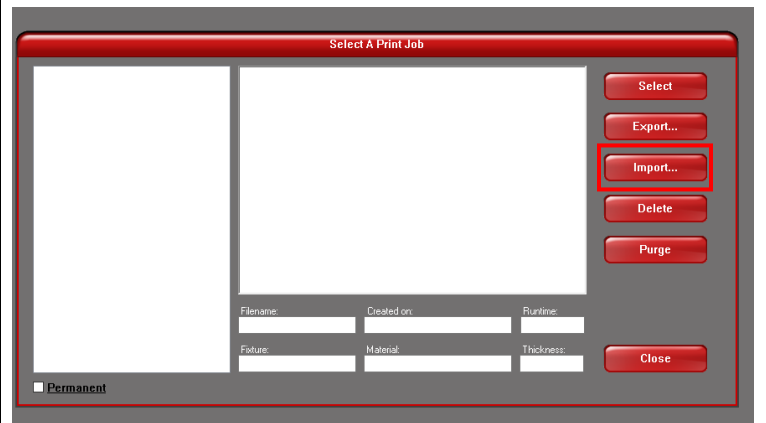 Select A Print Job
Select
Export...
Import...
Delete
Purge
Filename:
Created on:
Runtime:
Fixture:
Material:
Thickness:
Close
Permanent